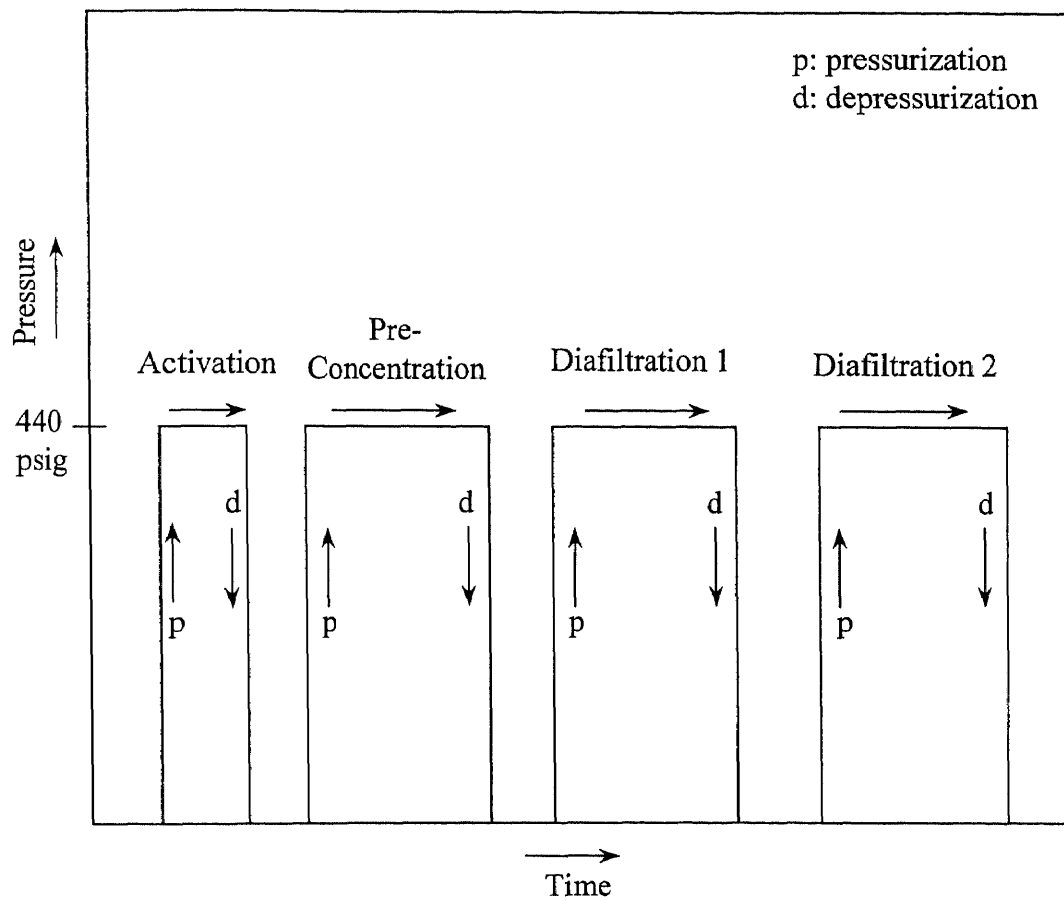 p: pressurization
d: depressurization
Pressure
440
psig
Activation
Pre-
Concentration
Diafiltration 1
Diafiltration 2
d
d
d
d
p
p
p
p
Time